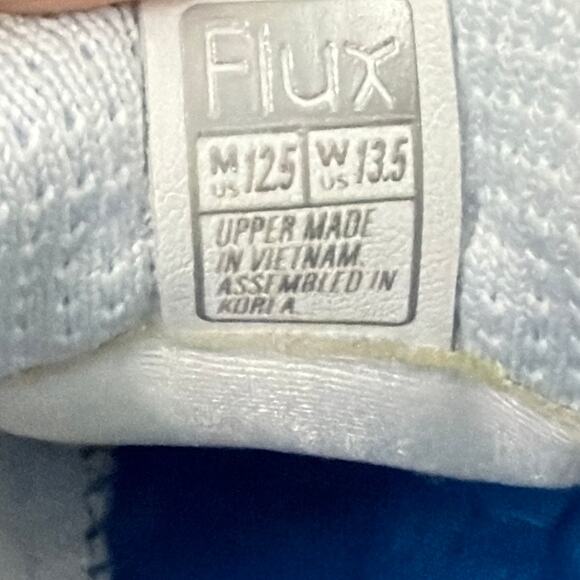 Flux
M US 12.5 W US 13.5
UPPER MADE
IN VIETNAM.
ASSEMBLED IN
KOREA